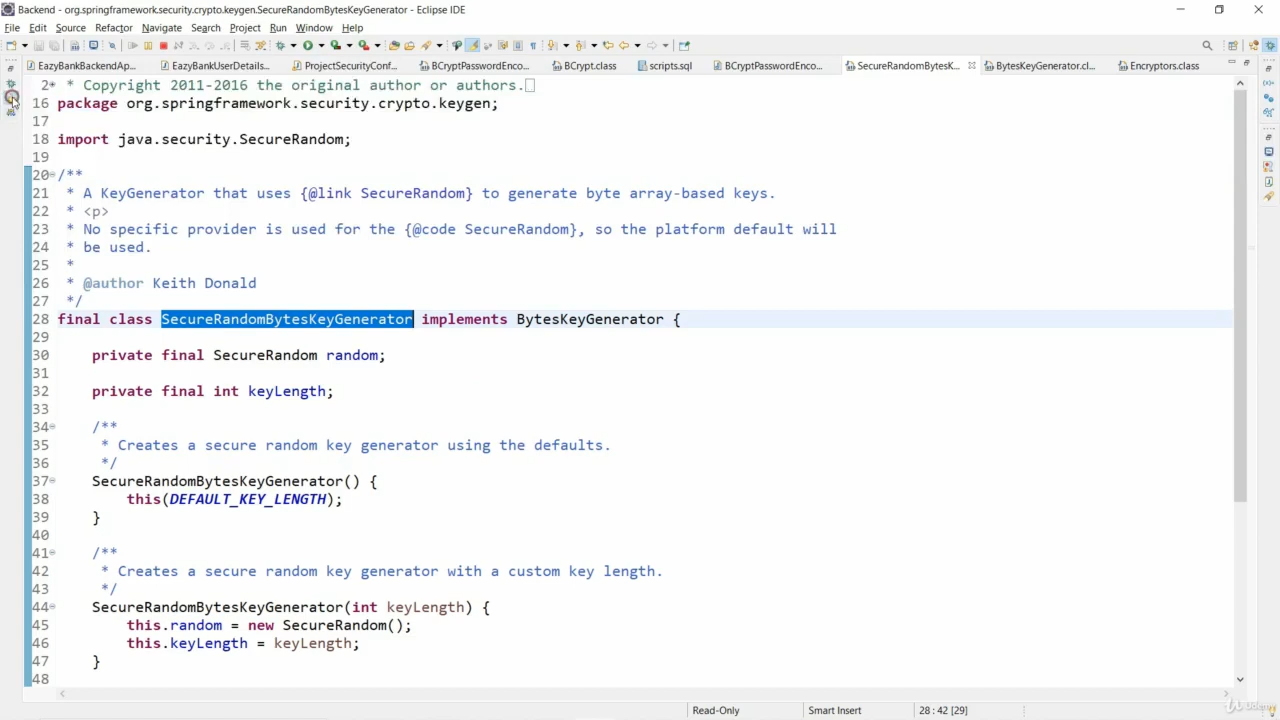 Backend - org.springframework.security.crypto.keygen.SecureRandomBytesKeyGenerator - Eclipse IDE
File Edit Source Refactor Navigate Search Project Run Window Help
EazyBankBackendAp... EazyBankUserDetails... ProjectSecurityConf... BCryptPasswordEnco... BCrypt.class scripts.sql BCryptPasswordEnco... SecureRandomBytesK... BytesKeyGenerator.cl... Encryptors.class
2 * Copyright 2011-2016 the original author or authors.
16 package org.springframework.security.crypto.keygen;
17
18 import java.security.SecureRandom;
19
20 /**
21 * A KeyGenerator that uses {@link SecureRandom} to generate byte array-based keys.
22 * <p>
23 * No specific provider is used for the {@code SecureRandom}, so the platform default will
24 * be used.
25 *
26 * @author Keith Donald
27 */
28 final class SecureRandomBytesKeyGenerator implements BytesKeyGenerator {
29
30 private final SecureRandom random;
31
32 private final int keyLength;
33
34 /**
35 * Creates a secure random key generator using the defaults.
36 */
37 SecureRandomBytesKeyGenerator() {
38 this(DEFAULT_KEY_LENGTH);
39 }
40
41 /**
42 * Creates a secure random key generator with a custom key length.
43 */
44 SecureRandomBytesKeyGenerator(int keyLength) {
45 this.random = new SecureRandom();
46 this.keyLength = keyLength;
47 }
48
Read-Only Smart Insert 28 : 42 [29]
Udemy